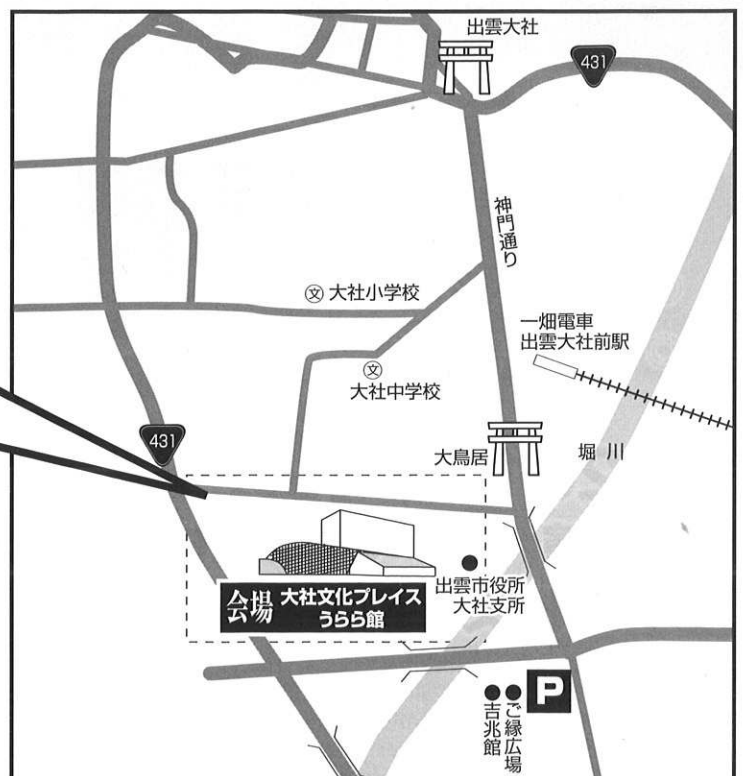 出雲大社
431
神門通り
文 大社小学校
一畑電車
出雲大社前駅
文
大社中学校
431
大鳥居
堀川
出雲市役所
大社支所
会場 大社文化プレイス
うらら館
P
ご縁広場
吉兆館